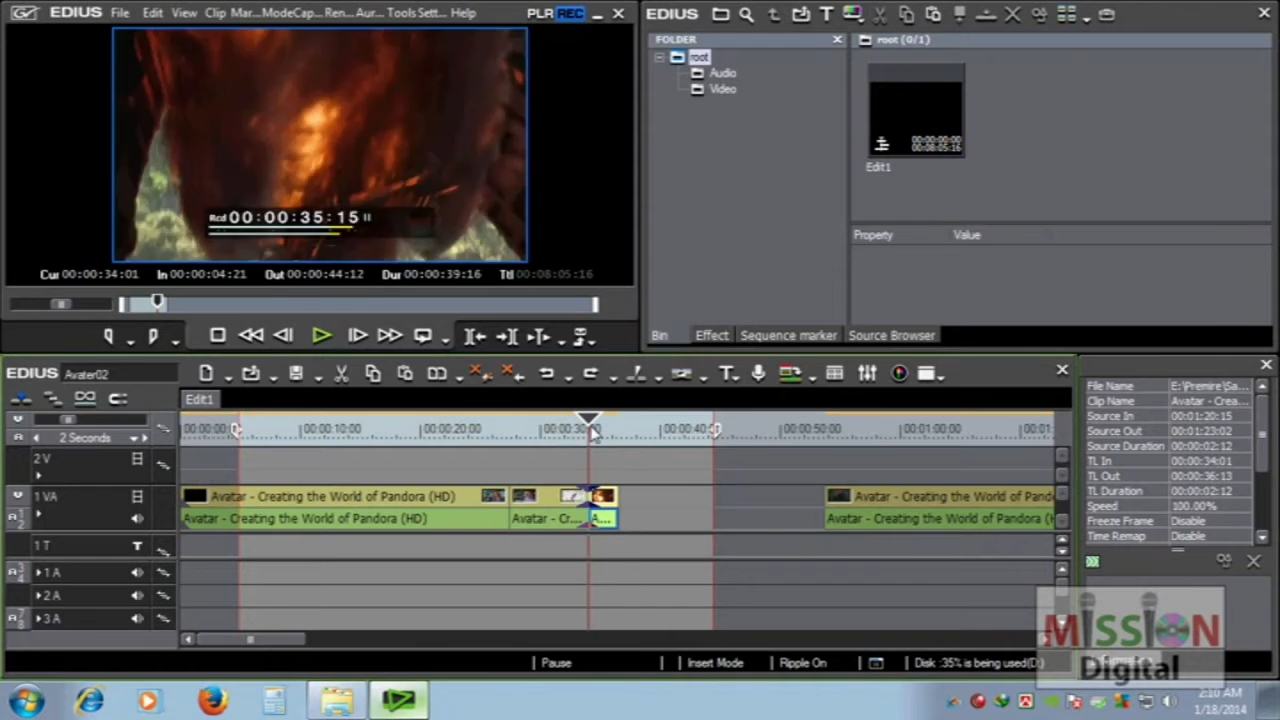 EDIUS File Edit View Clip Mar...ModeCap...Ren...Aur...Tools Sett... Help PLR REC
Rcd 00:00:35:15
Cur 00:00:34:01 In 00:00:04:21 Out 00:00:44:12 Dur 00:00:39:16 Ttl 00:08:05:16
EDIUS
FOLDER
root
Audio
Video
root (0/1)
00:00:00:00
00:08:05:16
Edit1
Property Value
Bin Effect Sequence marker Source Browser
EDIUS Avater02
Edit1
2 Seconds
00:00:00:0 00:00:10:00 00:00:20:00 00:00:30:0 00:00:40: 00:00:50:00 00:01:00:00 00:01:
2 V
1 VA Avatar - Creating the World of Pandora (HD) Avatar - Creating the World of Pando
Avatar - Creating the World of Pandora (HD) Avatar - Cr... A... Avatar - Creating the World of Pandora (H
1 T T
1 A
2 A
3 A
Pause Insert Mode Ripple On Disk :35% is being used(D:)
File Name E:\Premire\Sa...
Clip Name Avatar - Crea...
Source In 00:01:20:15
Source Out 00:01:23:02
Source Duration 00:00:02:12
TL In 00:00:34:01
TL Out 00:00:36:13
TL Duration 00:00:02:12
Speed 100.00%
Freeze Frame Disable
Time Remap Disable
MISSION
Digital
2:10 AM
1/18/2014